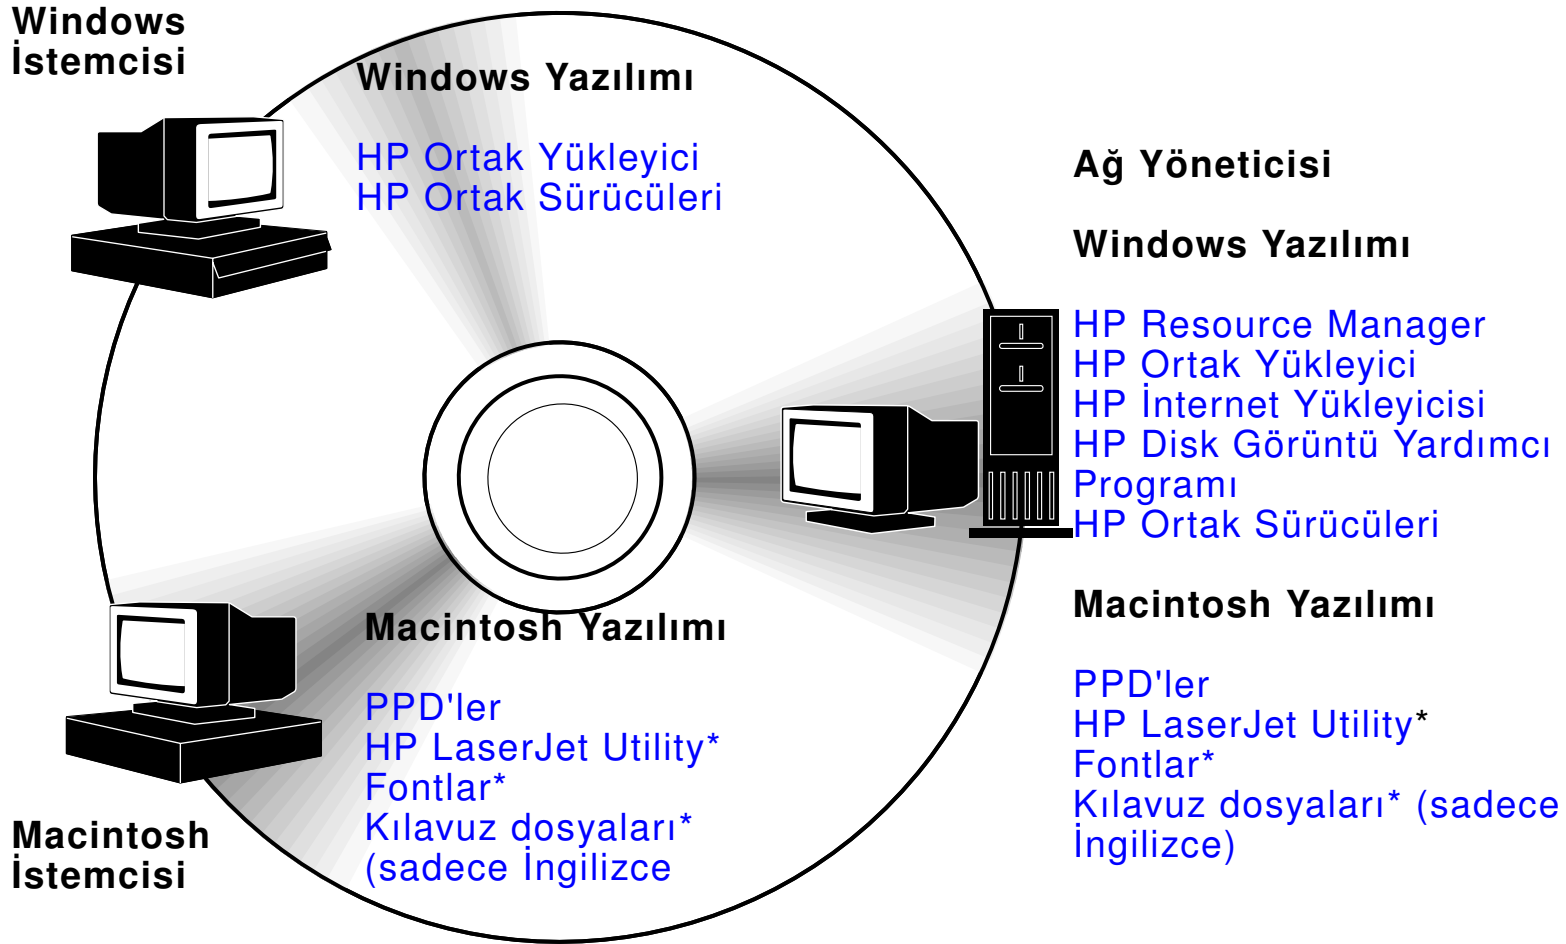 Windows
İstemcisi
Windows Yazılımı
HP Ortak Yükleyici
HP Ortak Sürücüleri
Ağ Yöneticisi
Windows Yazılımı
HP Resource Manager
HP Ortak Yükleyici
HP İnternet Yükleyicisi
HP Disk Görüntü Yardımcı
Programı
HP Ortak Sürücüleri
Macintosh Yazılımı
PPD'ler
HP LaserJet Utility*
Fontlar*
Kılavuz dosyaları* (sadece
İngilizce)
Macintosh Yazılımı
PPD'ler
HP LaserJet Utility*
Fontlar*
Kılavuz dosyaları*
(sadece İngilizce
Macintosh
İstemcisi